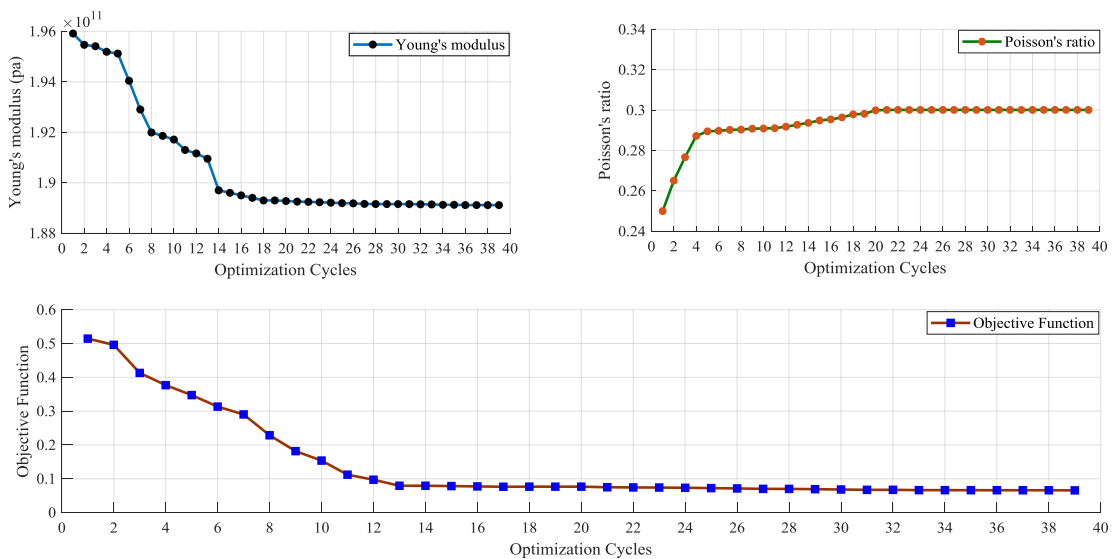 ×10¹¹
1.96
1.94
1.92
1.9
1.88
Young's modulus (pa)
Young's modulus
0 2 4 6 8 10 12 14 16 18 20 22 24 26 28 30 32 34 36 38 40
Optimization Cycles
0.34
0.32
0.3
0.28
0.26
0.24
Poisson's ratio
Poisson's ratio
0 2 4 6 8 10 12 14 16 18 20 22 24 26 28 30 32 34 36 38 40
Optimization Cycles
0.6
0.5
0.4
0.3
0.2
0.1
0
Objective Function
Objective Function
0 2 4 6 8 10 12 14 16 18 20 22 24 26 28 30 32 34 36 38 40
Optimization Cycles